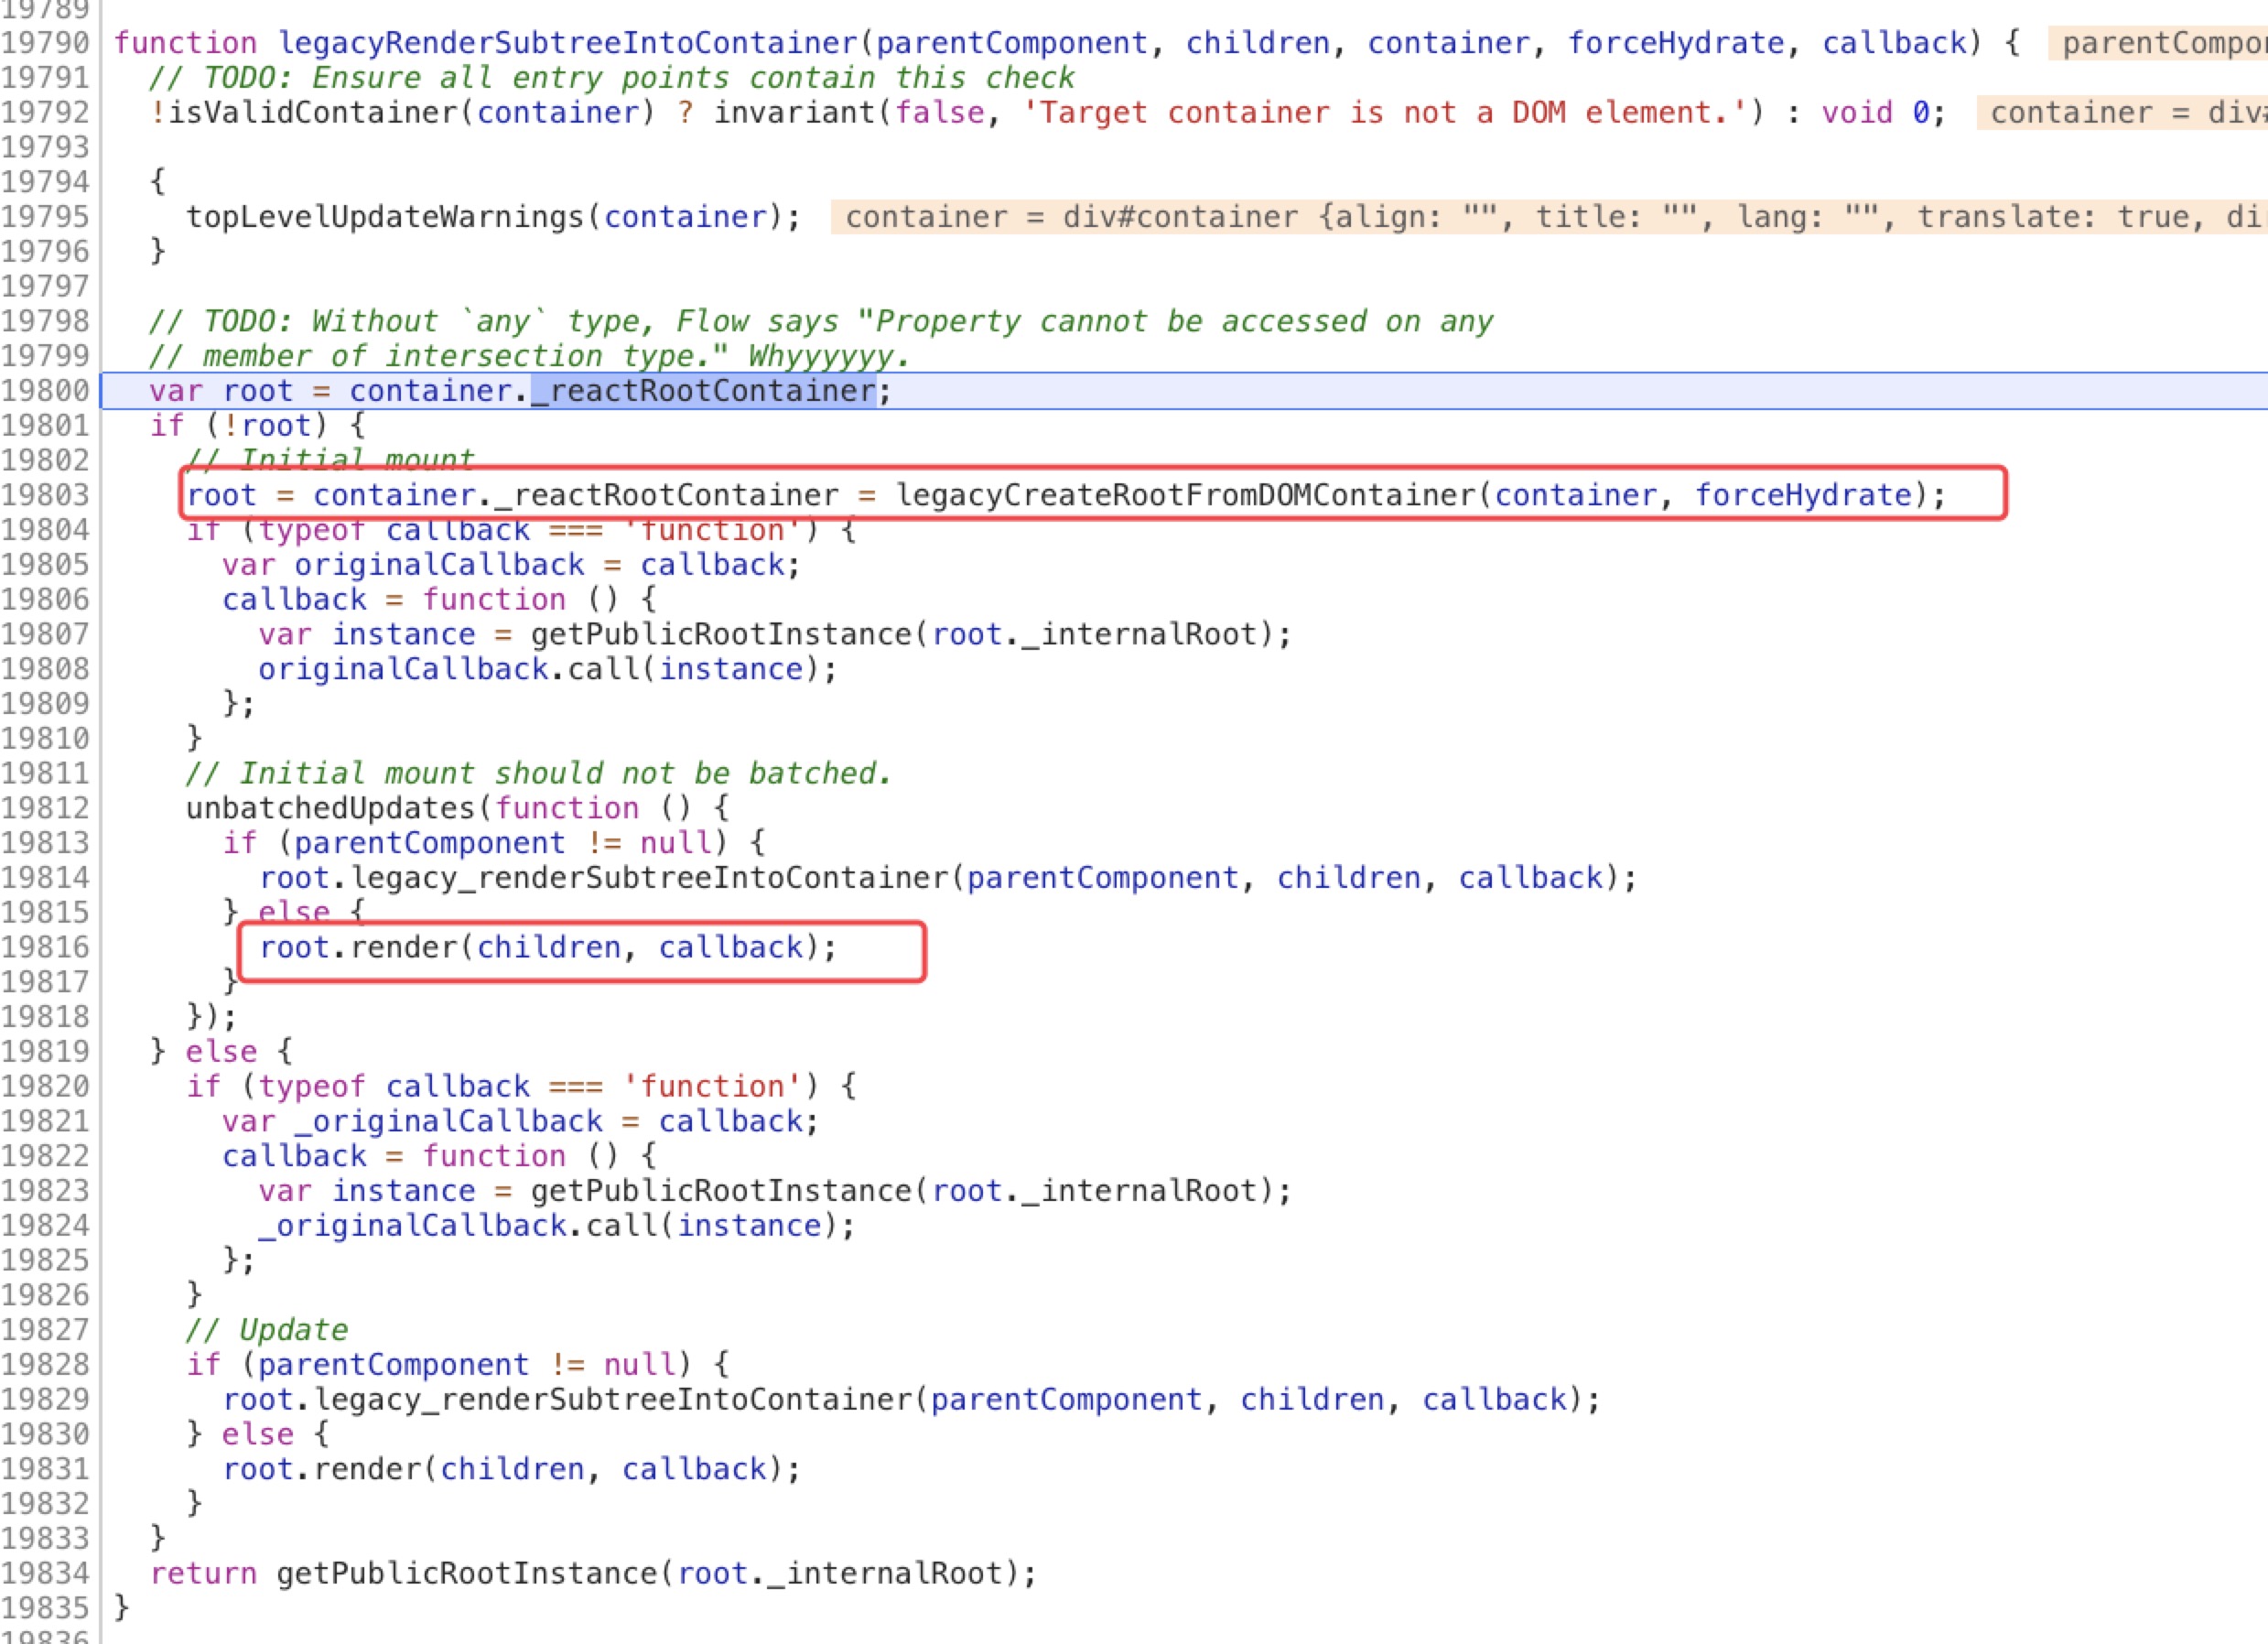 19789
19790 function legacyRenderSubtreeIntoContainer(parentComponent, children, container, forceHydrate, callback) { parentCompo
19791   // TODO: Ensure all entry points contain this check
19792   !isValidContainer(container) ? invariant(false, 'Target container is not a DOM element.') : void 0; container = div#
19793
19794   {
19795     topLevelUpdateWarnings(container); container = div#container {align: "", title: "", lang: "", translate: true, di
19796   }
19797
19798   // TODO: Without `any` type, Flow says "Property cannot be accessed on any
19799   // member of intersection type." Whyyyyyy.
19800   var root = container._reactRootContainer;
19801   if (!root) {
19802     // Initial mount
19803     root = container._reactRootContainer = legacyCreateRootFromDOMContainer(container, forceHydrate);
19804     if (typeof callback === 'function') {
19805       var originalCallback = callback;
19806       callback = function () {
19807         var instance = getPublicRootInstance(root._internalRoot);
19808         originalCallback.call(instance);
19809       };
19810     }
19811     // Initial mount should not be batched.
19812     unbatchedUpdates(function () {
19813       if (parentComponent != null) {
19814         root.legacy_renderSubtreeIntoContainer(parentComponent, children, callback);
19815       } else {
19816         root.render(children, callback);
19817       }
19818     });
19819   } else {
19820     if (typeof callback === 'function') {
19821       var _originalCallback = callback;
19822       callback = function () {
19823         var instance = getPublicRootInstance(root._internalRoot);
19824         _originalCallback.call(instance);
19825       };
19826     }
19827     // Update
19828     if (parentComponent != null) {
19829       root.legacy_renderSubtreeIntoContainer(parentComponent, children, callback);
19830     } else {
19831       root.render(children, callback);
19832     }
19833   }
19834   return getPublicRootInstance(root._internalRoot);
19835 }
19836